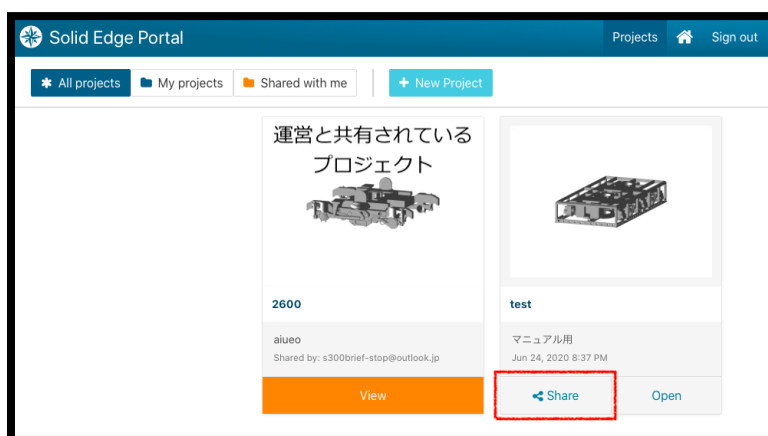 Solid Edge Portal
Projects
Sign out
All projects
My projects
Shared with me
+ New Project
運営と共有されている
プロジェクト
2600
aiueo
Shared by: s300brief-stop@outlook.jp
View
test
マニュアル用
Jun 24, 2020 8:37 PM
Share
Open